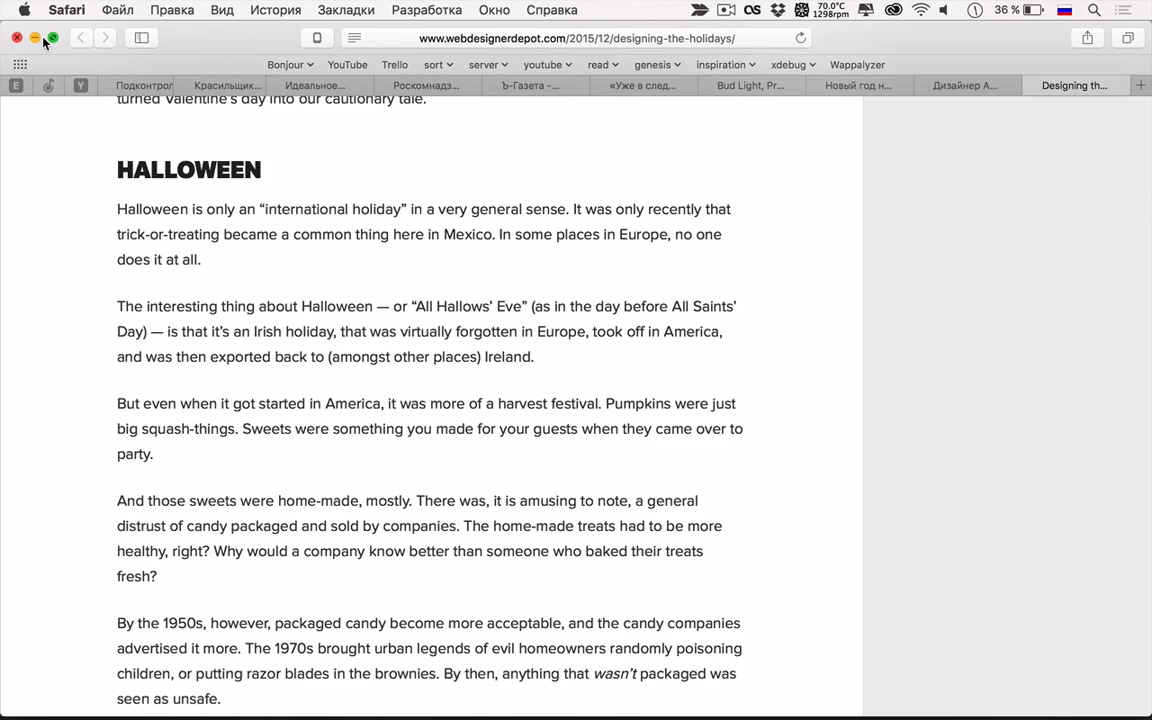 Safari Файл Правка Вид История Закладки Разработка Окно Справка 70.0°C 1298rpm 36 %
www.webdesignerdepot.com/2015/12/designing-the-holidays/
Bonjour YouTube Trello sort server youtube read genesis inspiration xdebug Wappalyzer
E Y Подконтрол Красильщик... Идеальное... Роскомнадз... Ъ-Газета -... «Уже в след... Bud Light, Pr... Новый год н... Дизайнер А... Designing th...
turned Valentine's day into our cautionary tale.
HALLOWEEN
Halloween is only an “international holiday” in a very general sense. It was only recently that
trick-or-treating became a common thing here in Mexico. In some places in Europe, no one
does it at all.
The interesting thing about Halloween — or “All Hallows’ Eve” (as in the day before All Saints’
Day) — is that it’s an Irish holiday, that was virtually forgotten in Europe, took off in America,
and was then exported back to (amongst other places) Ireland.
But even when it got started in America, it was more of a harvest festival. Pumpkins were just
big squash-things. Sweets were something you made for your guests when they came over to
party.
And those sweets were home-made, mostly. There was, it is amusing to note, a general
distrust of candy packaged and sold by companies. The home-made treats had to be more
healthy, right? Why would a company know better than someone who baked their treats
fresh?
By the 1950s, however, packaged candy become more acceptable, and the candy companies
advertised it more. The 1970s brought urban legends of evil homeowners randomly poisoning
children, or putting razor blades in the brownies. By then, anything that wasn’t packaged was
seen as unsafe.